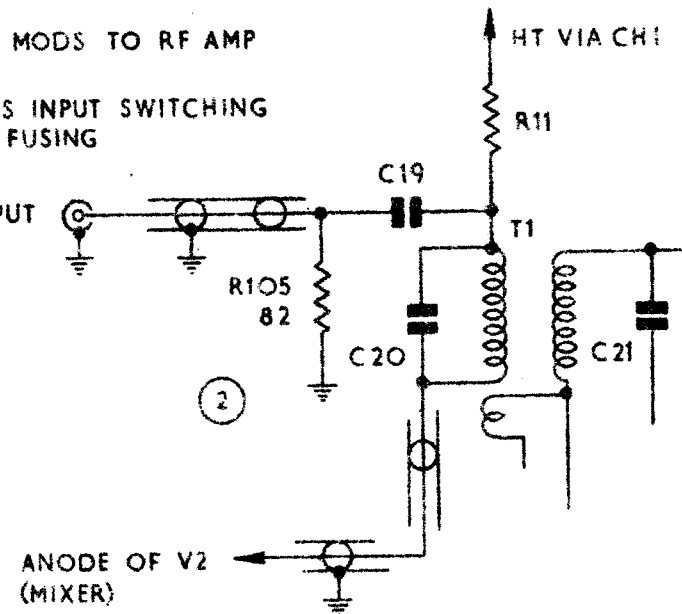 MODS TO RF AMP
HT VIA CH1
S INPUT SWITCHING
FUSING
R11
C19
PUT
T1
R105
82
C20
C21
2
ANODE OF V2
(MIXER)